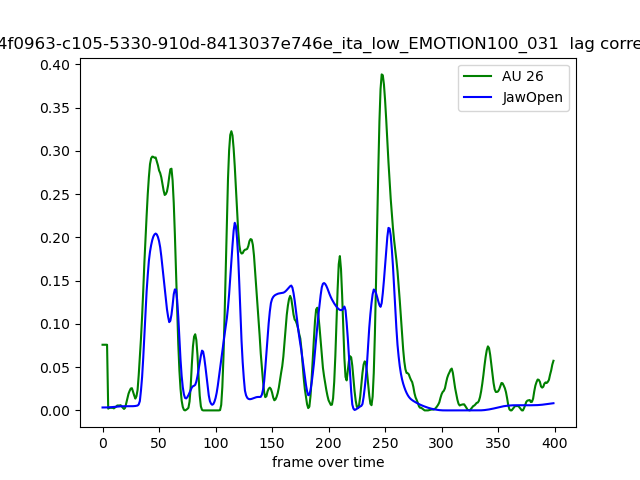 4f0963-c105-5330-910d-8413037e746e_ita_low_EMOTION100_031  lag corre
AU 26
JawOpen
0.40
0.35
0.30
0.25
0.20
0.15
0.10
0.05
0.00
0 50 100 150 200 250 300 350 400
frame over time